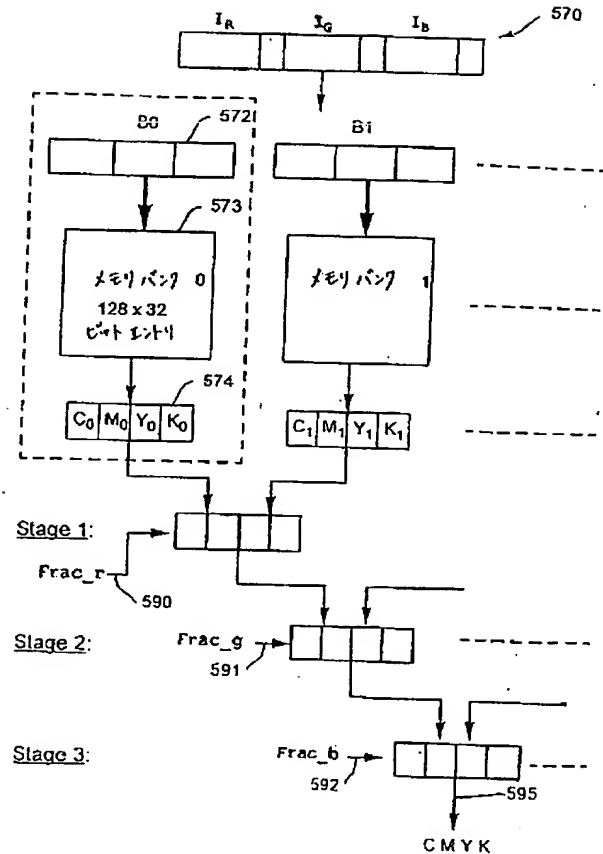 I_R I_G I_B 570
B0 572 B1
573
メモリ バンク 0 メモリ バンク 1
128 x 32
ビット エントリ
574
C0 M0 Y0 K0 C1 M1 Y1 K1
Stage 1:
Frac_r
590
Stage 2: Frac_g
591
Stage 3: Frac_b
592 595
CMYK